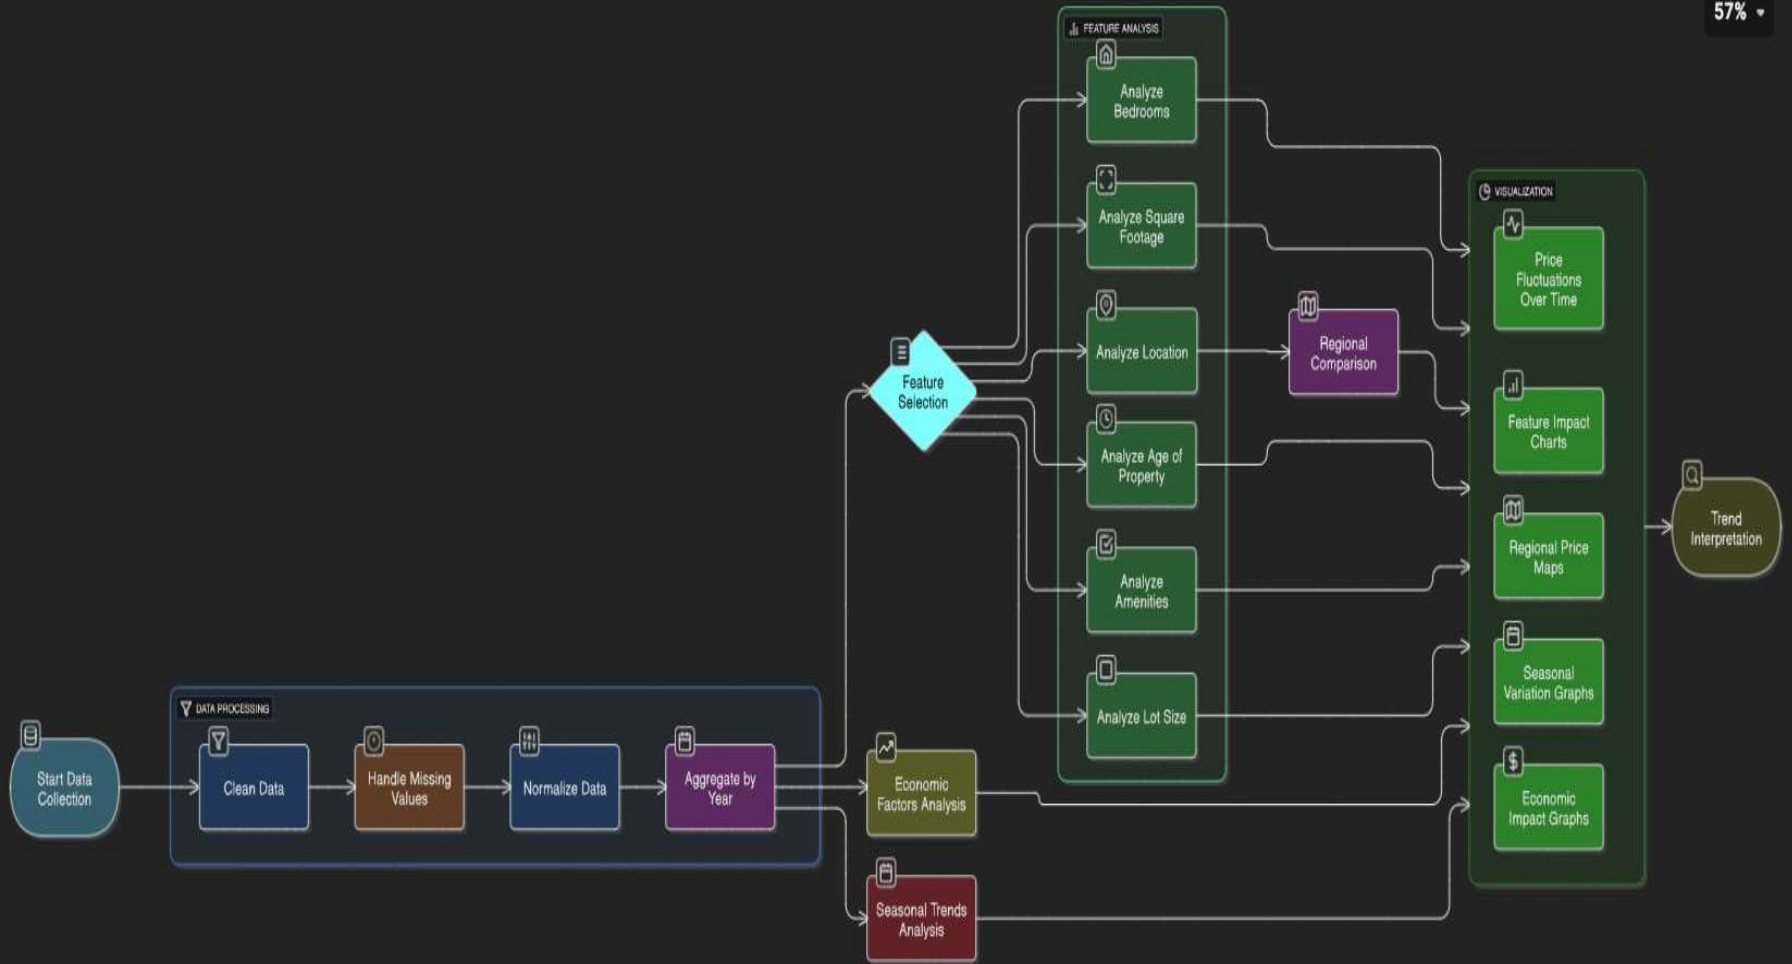 57%
FEATURE ANALYSIS
Analyze
Bedrooms
Analyze Square
Footage
Analyze Location
Analyze Age of
Property
Analyze
Amenities
Analyze Lot Size
Feature
Selection
Regional
Comparison
VISUALIZATION
Price
Fluctuations
Over Time
Feature Impact
Charts
Regional Price
Maps
Seasonal
Variation Graphs
Economic
Impact Graphs
Trend
Interpretation
DATA PROCESSING
Start Data
Collection
Clean Data
Handle Missing
Values
Normalize Data
Aggregate by
Year
Economic
Factors Analysis
Seasonal Trends
Analysis